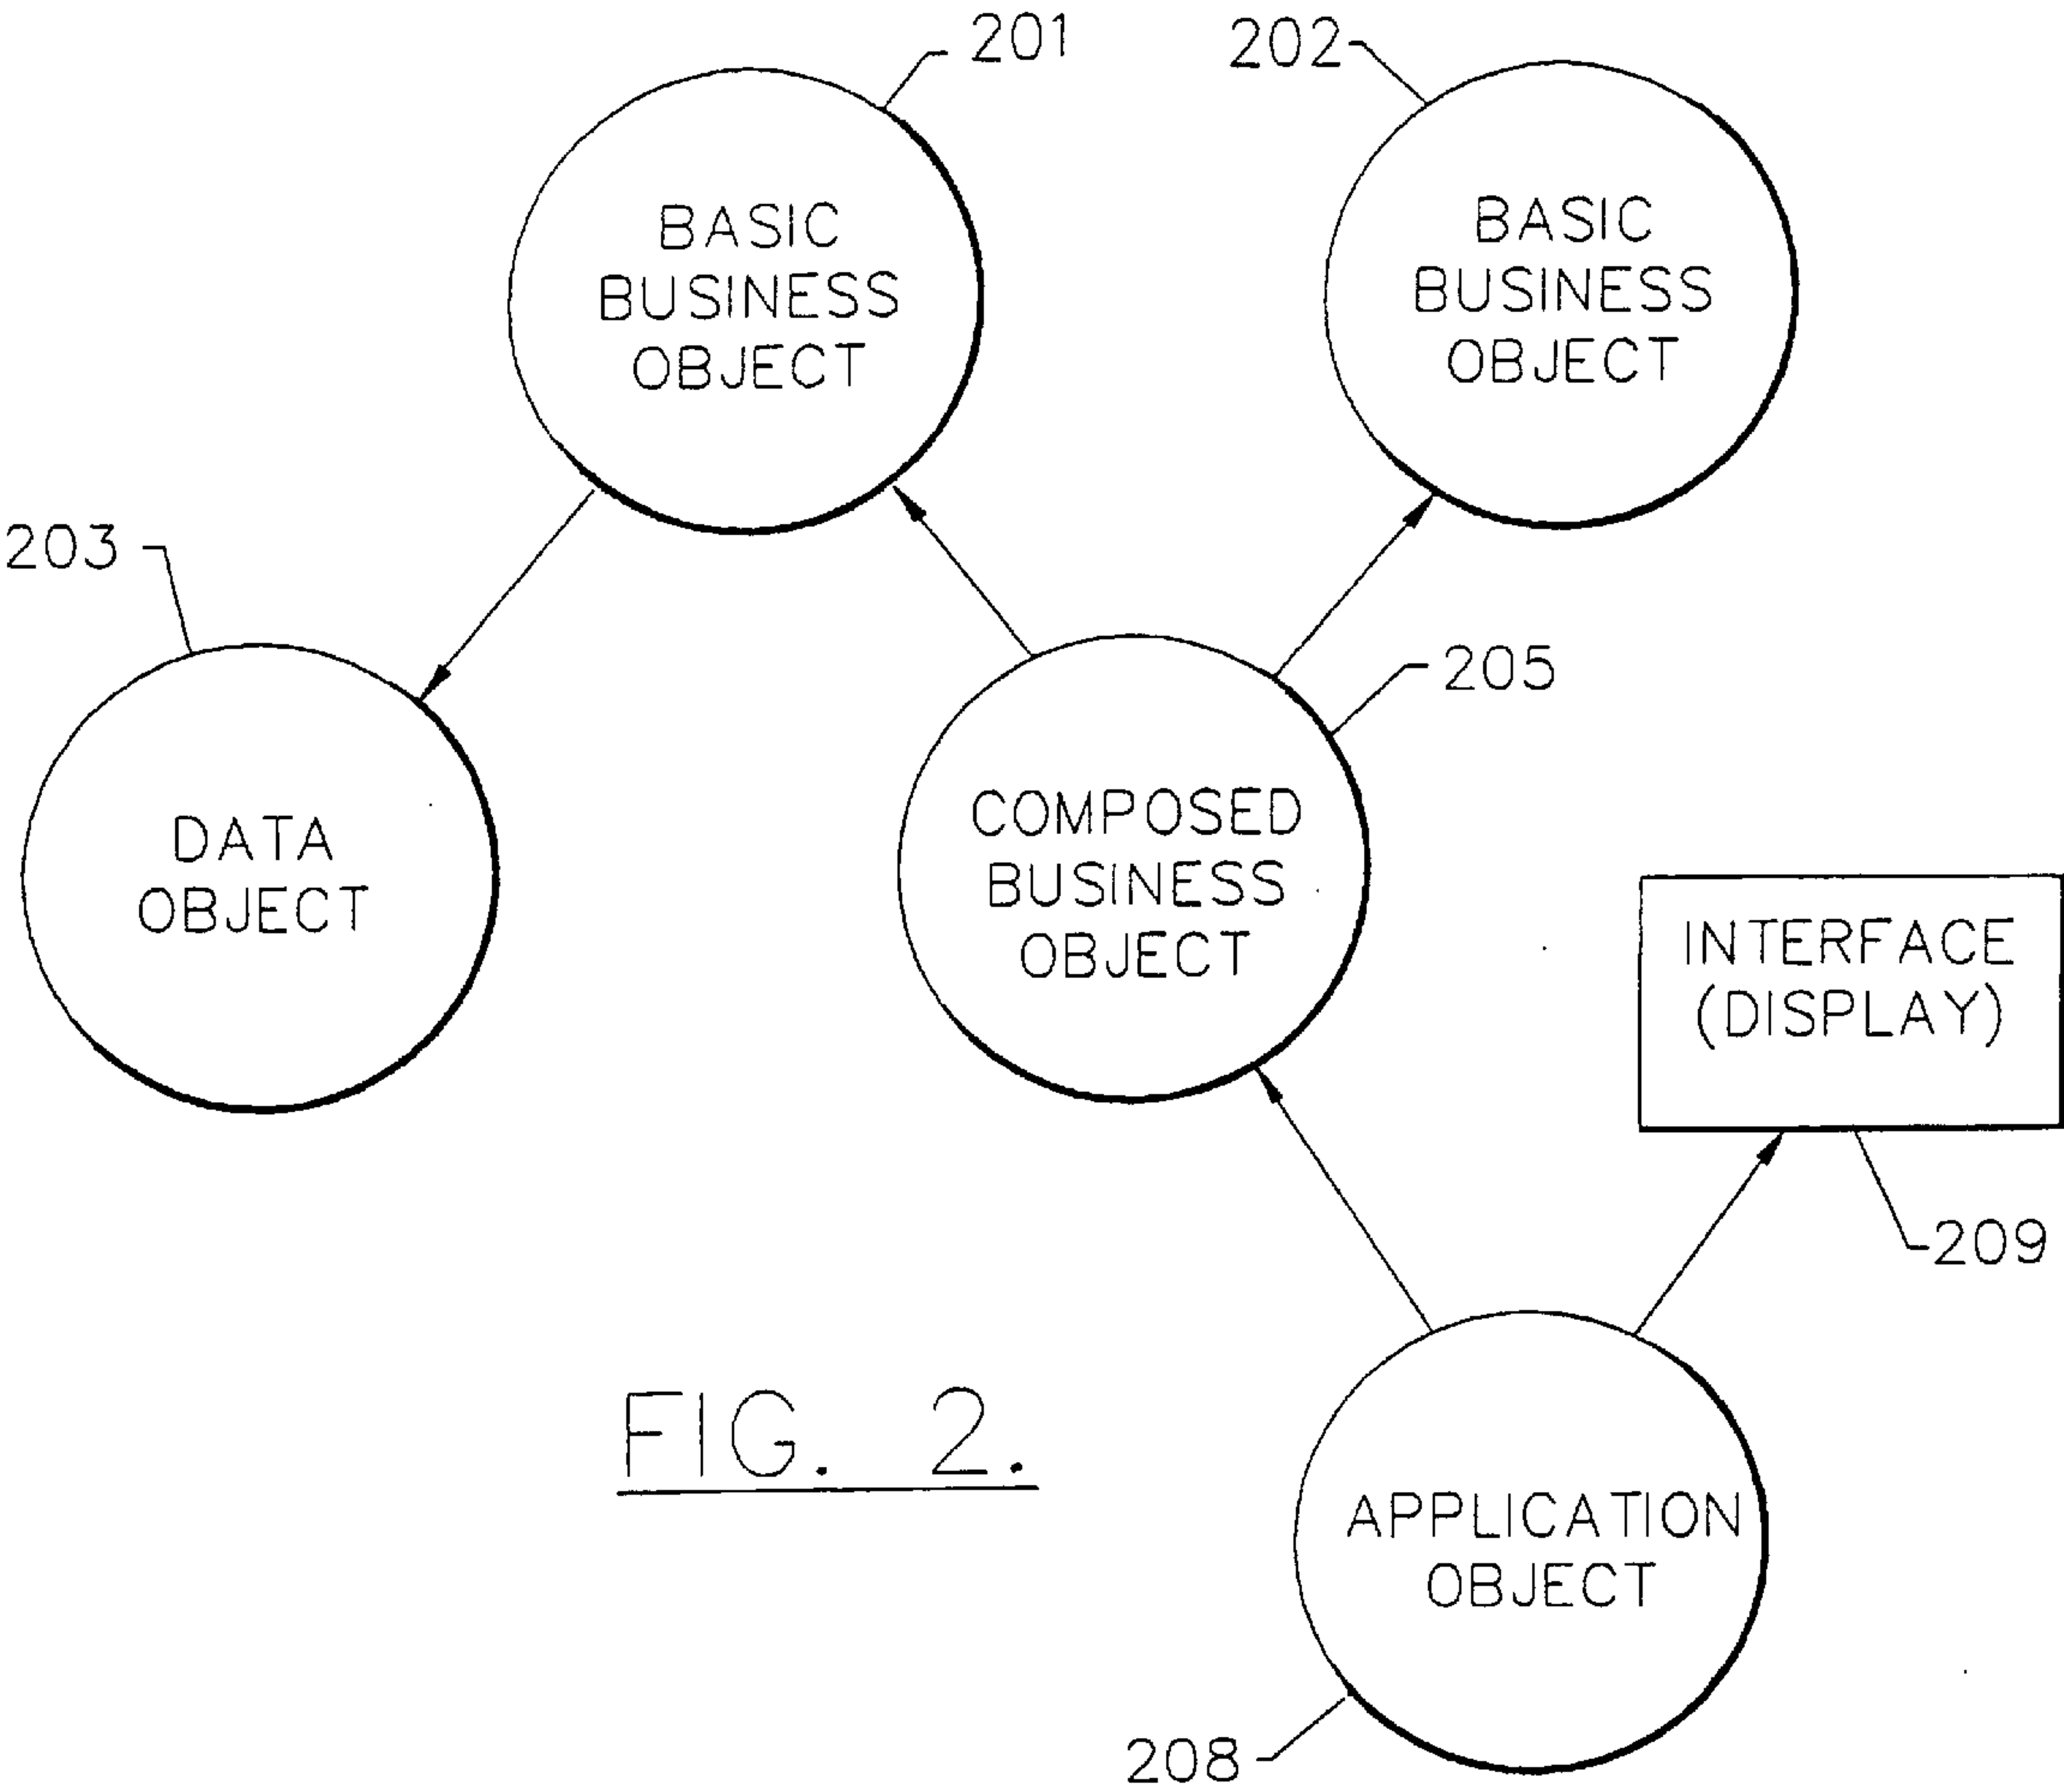 201
202
BASIC
BUSINESS
OBJECT
BASIC
BUSINESS
OBJECT
203
205
DATA
OBJECT
COMPOSED
BUSINESS
OBJECT
INTERFACE
(DISPLAY)
209
FIG. 2.
APPLICATION
OBJECT
208